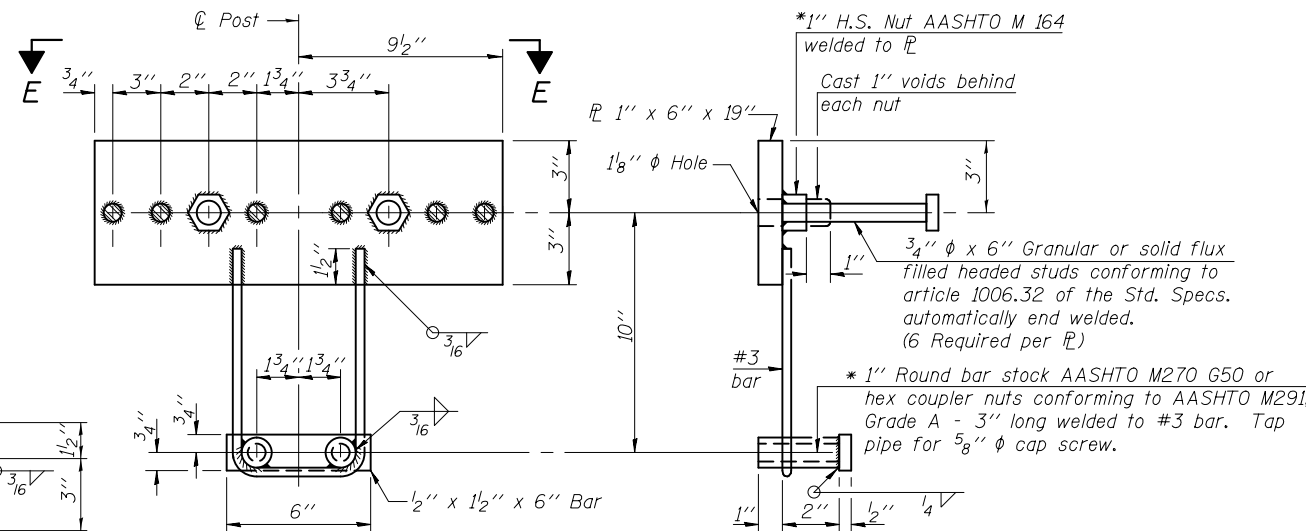 ℄ Post
9½"
E
E
¾"
3"
2"
2"
1¾"
3¾"
3"
3"
1½"
3/16
10"
1¾"
1¾"
¾"
¾"
3/16
6"
½" x 1½" x 6" Bar
1½"
3"
3/16
*1" H.S. Nut AASHTO M 164
welded to ⅊
Cast 1" voids behind
each nut
⅊ 1" x 6" x 19"
1⅛" ϕ Hole
3"
1"
¾" ϕ x 6" Granular or solid flux
filled headed studs conforming to
article 1006.32 of the Std. Specs.
automatically end welded.
(6 Required per ⅊)
#3
bar
* 1" Round bar stock AASHTO M270 G50 or
hex coupler nuts conforming to AASHTO M291,
Grade A - 3" long welded to #3 bar. Tap
pipe for ⅝" ϕ cap screw.
1"
2"
½"
¼